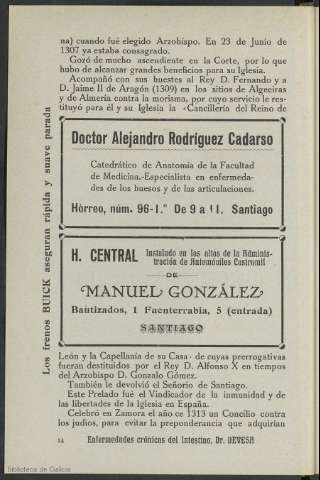 na) cuando fué elegido Arzobispo. En 23 de Junio de
1307 ya estaba consagrado.
Gozó de mucho ascendiente en la Corte, por lo que
hubo de alcanzar grandes beneficios para su Iglesia.
Acompañó con sus huestes al Rey D. Fernando y a
D. Jaime II de Aragón (1309) en los sitios de Algeciras
y de Almería contra la morisma, por cuyo servicio le res-
tituyó para él y su Iglesia la «Cancillería del Reino de
Doctor Alejandro Rodríguez Cadarso
Catedrático de Anatomía de la Facultad
de Medicina.-Especialista en enfermeda-
des de los huesos y de las articulaciones.
Hórreo, núm. 96-1.° De 9 a 11. Santiago
H. CENTRAL Instalado en los altos de la Adminis-
tración de Automóviles Castromil
DE
MANUEL GONZÁLEZ
Bautizados, 1 Fuenterrabía, 5 (entrada)
SANTIAGO
León y la Capellanía de su Casa» de cuyas prerrogativas
fueran destituídos por el Rey D. Alfonso X en tiempos
del Arzobispo D. Gonzalo Gómez.
También le devolvió el Señorío de Santiago.
Este Prelado fué el Vindicador de la inmunidad y de
las libertades de la Iglesia en España.
Celebró en Zamora el año ce 1313 un Concilio contra
los judíos, para evitar la preponderancia que adquirían
Enfermedades crónicas del Intestino, Dr. DEVESA
Los frenos BUICK aseguran rápida y suave parada
Biblioteca de Galicia